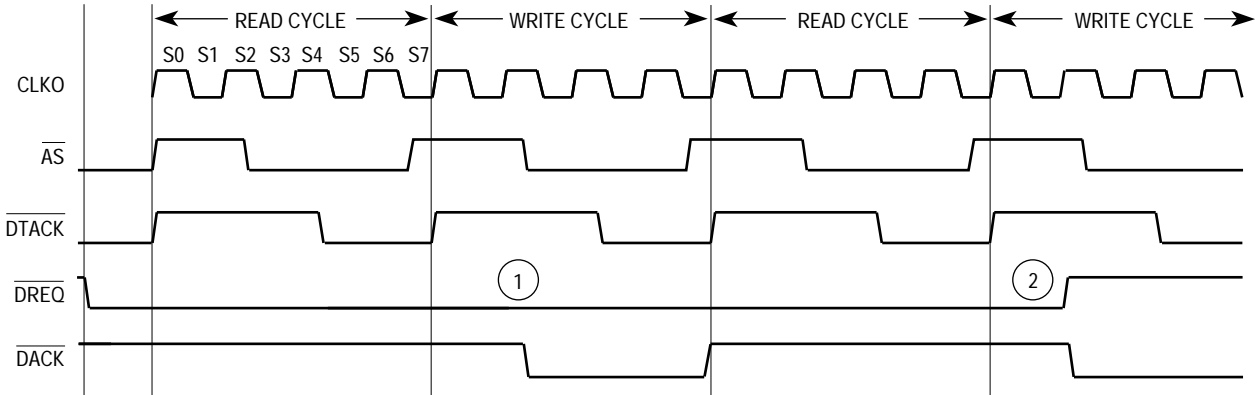 READ CYCLE WRITE CYCLE READ CYCLE WRITE CYCLE
S0 S1 S2 S3 S4 S5 S6 S7
CLKO
AS
DTACK
DREQ
1
2
DACK